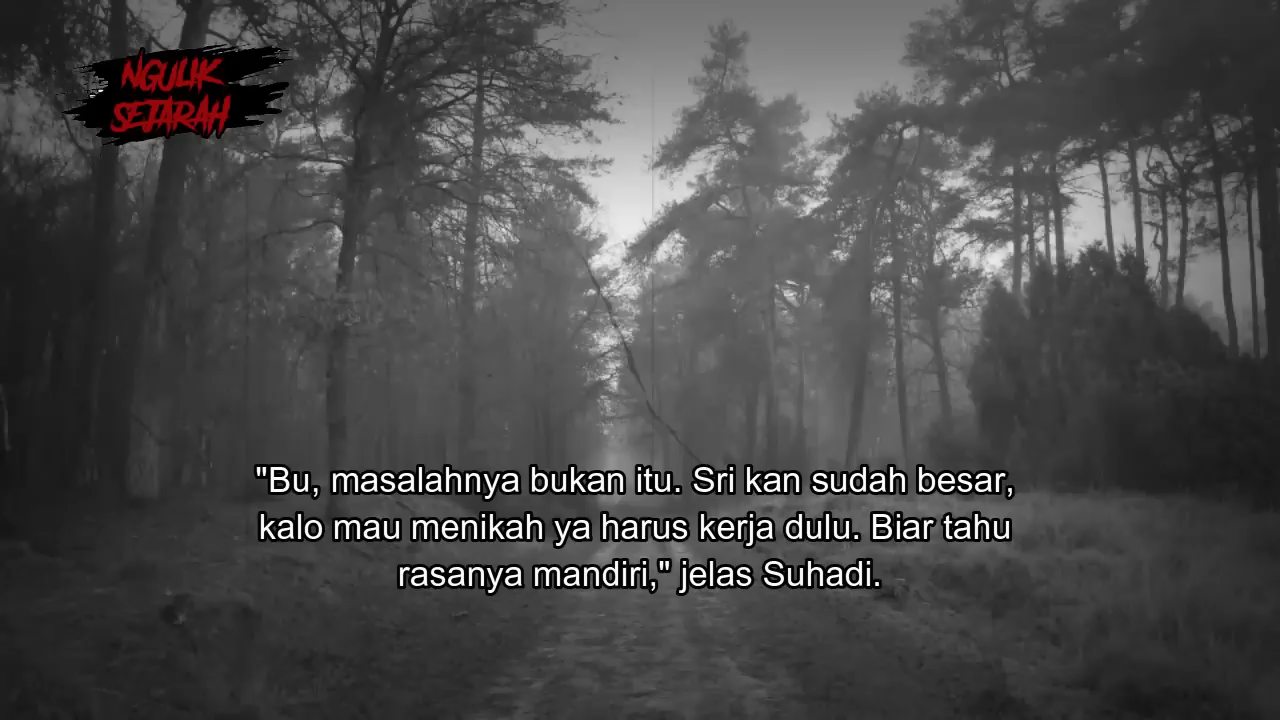 NGULIK
SEJARAH
"Bu, masalahnya bukan itu. Sri kan sudah besar,
kalo mau menikah ya harus kerja dulu. Biar tahu
rasanya mandiri," jelas Suhadi.